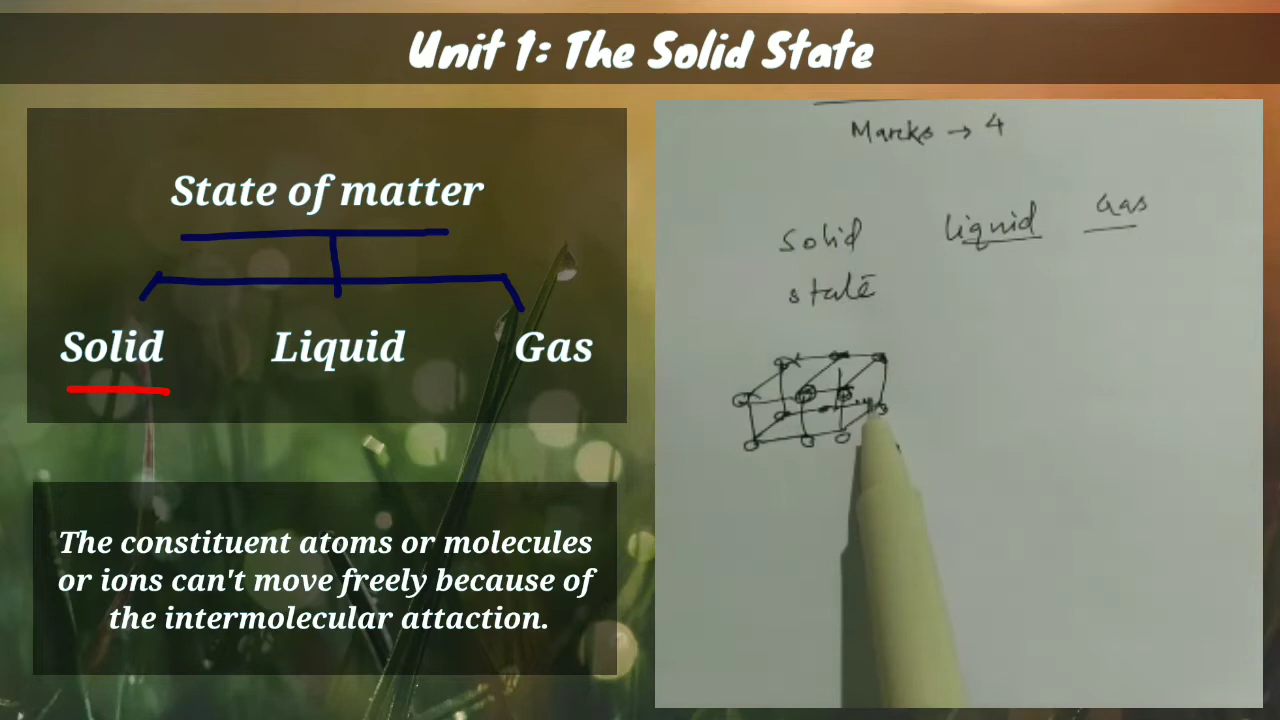 Unit 1: The Solid State
State of matter
Solid Liquid Gas
The constituent atoms or molecules
or ions can't move freely because of
the intermolecular attaction.
Marcks → 4
Solid Liquid Gas
state